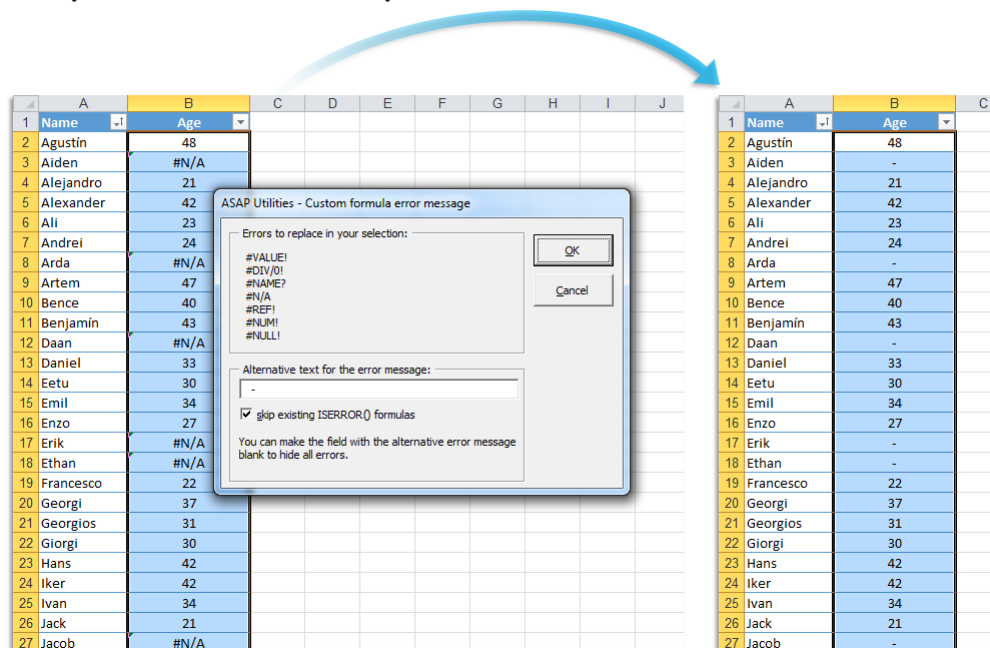 A B C D E F G H I J
1 Name Age
2 Agustín 48
3 Aiden #N/A
4 Alejandro 21
5 Alexander 42
6 Ali 23
7 Andrei 24
8 Arda #N/A
9 Artem 47
10 Bence 40
11 Benjamín 43
12 Daan #N/A
13 Daniel 33
14 Eetu 30
15 Emil 34
16 Enzo 27
17 Erik #N/A
18 Ethan #N/A
19 Francesco 22
20 Georgi 37
21 Georgios 31
22 Giorgi 30
23 Hans 42
24 Iker 42
25 Ivan 34
26 Jack 21
27 Jacob #N/A
ASAP Utilities - Custom formula error message
Errors to replace in your selection:
#VALUE!
#DIV/0!
#NAME?
#N/A
#REF!
#NUM!
#NULL!
OK
Cancel
Alternative text for the error message:
-
skip existing ISERROR() formulas
You can make the field with the alternative error message
blank to hide all errors.
A B C
1 Name Age
2 Agustín 48
3 Aiden -
4 Alejandro 21
5 Alexander 42
6 Ali 23
7 Andrei 24
8 Arda -
9 Artem 47
10 Bence 40
11 Benjamín 43
12 Daan -
13 Daniel 33
14 Eetu 30
15 Emil 34
16 Enzo 27
17 Erik -
18 Ethan -
19 Francesco 22
20 Georgi 37
21 Georgios 31
22 Giorgi 30
23 Hans 42
24 Iker 42
25 Ivan 34
26 Jack 21
27 Jacob -